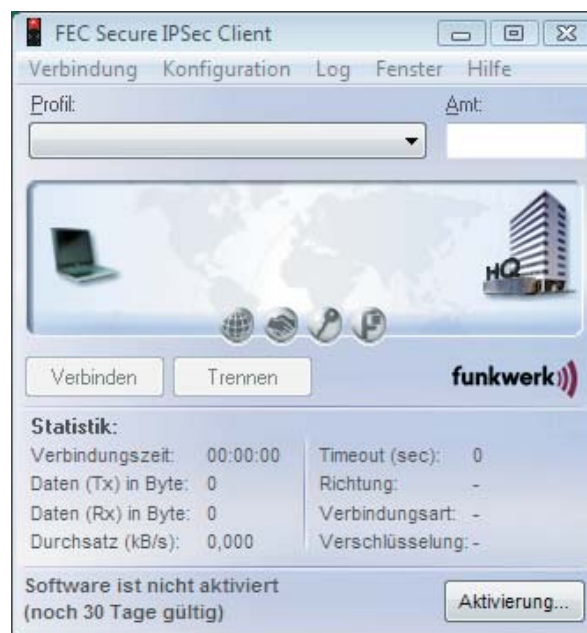 FEC Secure IPSec Client
Verbindung Konfiguration Log Fenster Hilfe
Profil: Amt:
HQ
Verbinden Trennen funkwerk
Statistik:
Verbindungszeit: 00:00:00 Timeout (sec): 0
Daten (Tx) in Byte: 0 Richtung: -
Daten (Rx) in Byte: 0 Verbindungsart: -
Durchsatz (kB/s): 0,000 Verschlüsselung: -
Software ist nicht aktiviert
(noch 30 Tage gültig) Aktivierung...